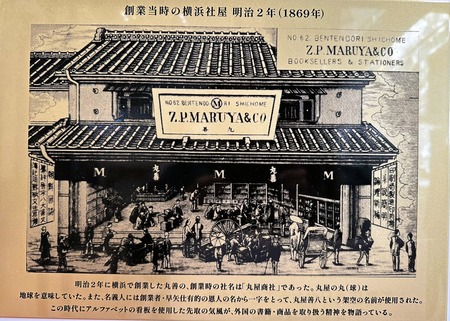 創業当時の横浜社屋 明治２年(1869年)
NO 62. BENTENDORI SHICHOME
Z.P. MARUYA&CO
BOOKSELLERS & STATIONERS
NO 62. BENTENDO M RI SHICHOME
Z.P. MARUYA&CO
善 丸
M M M
明治２年に横浜で創業した丸善の、創業時の社名は「丸屋商社」であった。丸屋の丸(球)は
地球を意味していた。また、名義人には創業者・早矢仕有的の恩人の名から一字をとって、丸屋善八という架空の名前が使用された。
この時代にアルファベットの看板を使用した先取の気風が、外国の書籍・商品を取り扱う精神を物語っている。